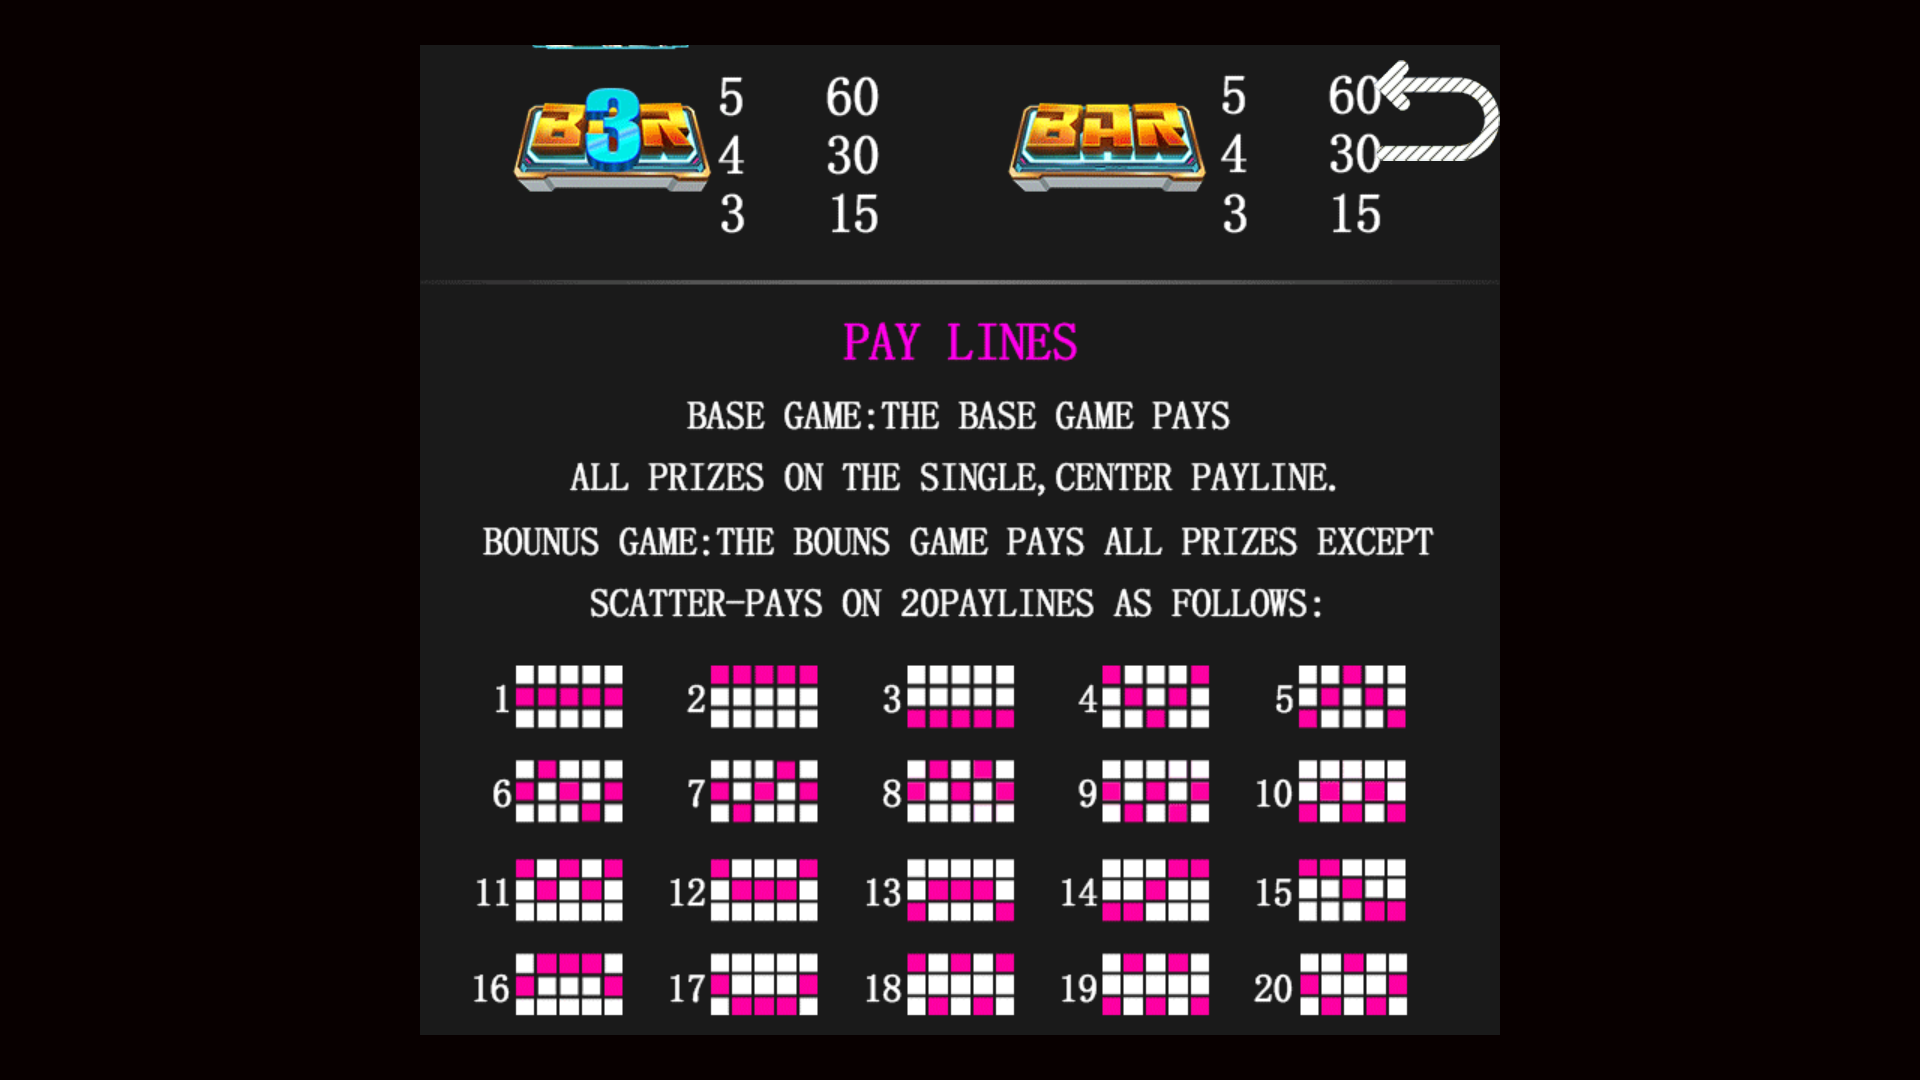 5 60 5 60
B3R 4 30 BAR 4 30
3 15 3 15
PAY LINES
BASE GAME:THE BASE GAME PAYS
ALL PRIZES ON THE SINGLE,CENTER PAYLINE.
BOUNUS GAME:THE BOUNS GAME PAYS ALL PRIZES EXCEPT
SCATTER-PAYS ON 20PAYLINES AS FOLLOWS:
1 2 3 4 5
6 7 8 9 10
11 12 13 14 15
16 17 18 19 20